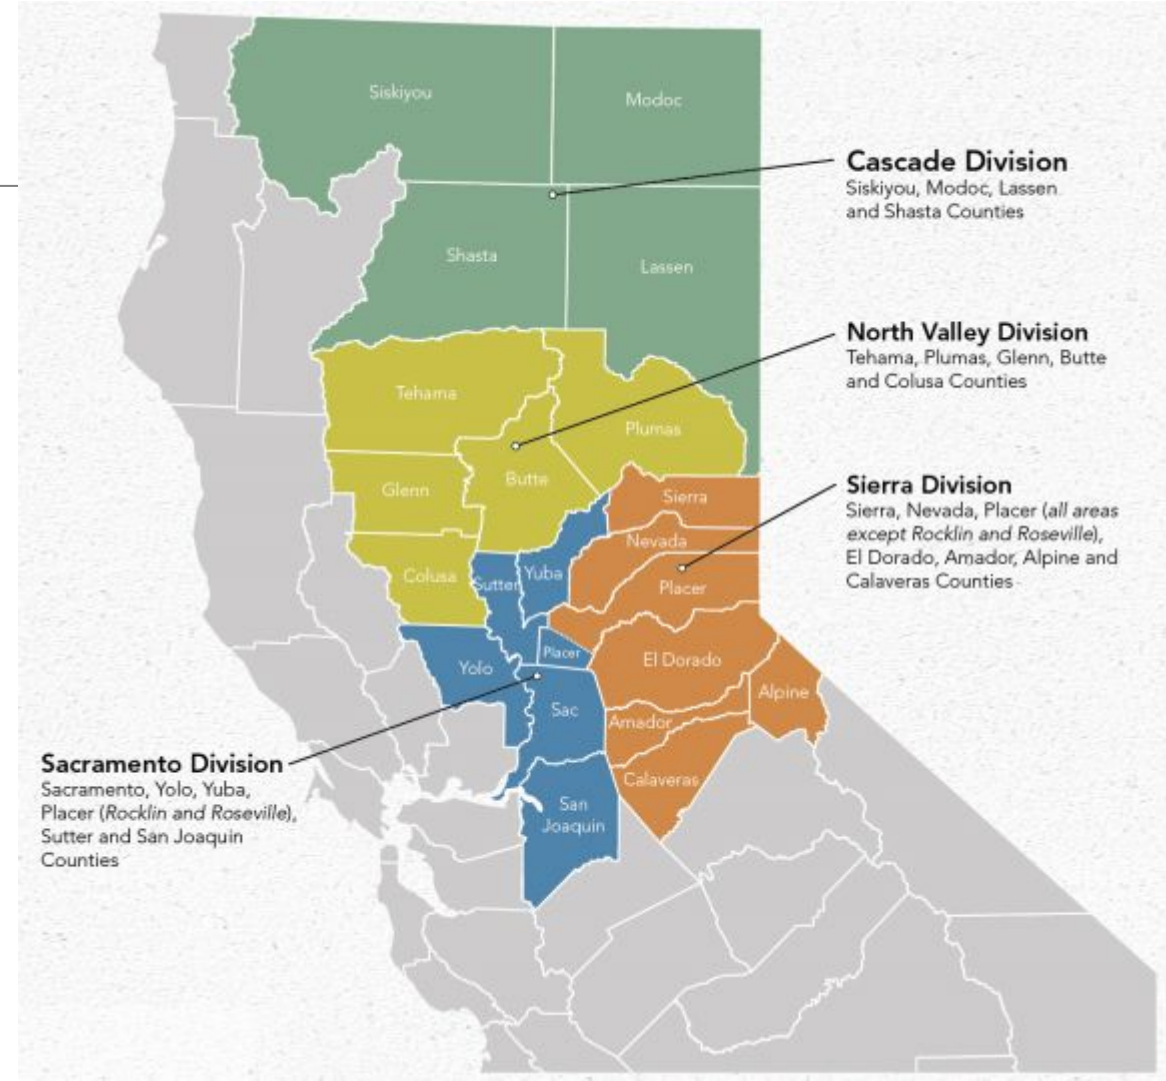 Siskiyou
Modoc
Cascade Division
Siskiyou, Modoc, Lassen
and Shasta Counties
Shasta
Lassen
North Valley Division
Tehama, Plumas, Glenn, Butte
and Colusa Counties
Tehama
Plumas
Butte
Glenn
Sierra Division
Sierra, Nevada, Placer (all areas
except Rocklin and Roseville),
El Dorado, Amador, Alpine and
Calaveras Counties
Sierra
Nevada
Colusa
Sutter
Yuba
Placer
Placer
El Dorado
Yolo
Alpine
Sac
Amador
Sacramento Division
Sacramento, Yolo, Yuba,
Placer (Rocklin and Roseville),
Sutter and San Joaquin
Counties
Calaveras
San
Joaquin